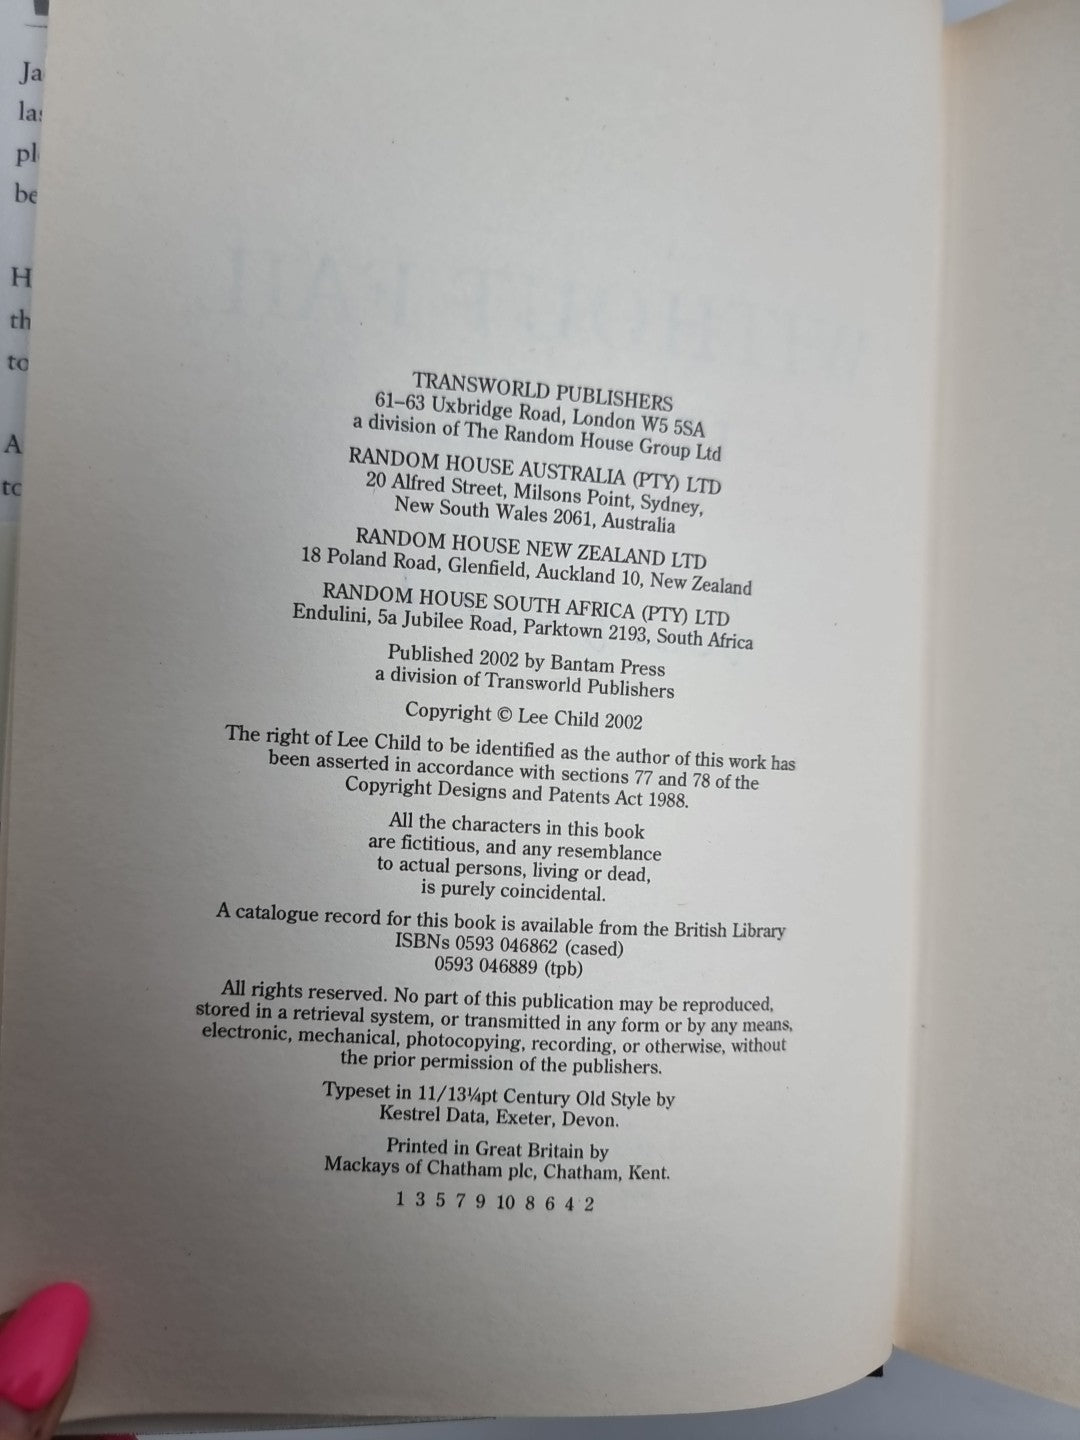 Ja
las
pl
be
H
th
to
A
to
WITHOUT FAIL
TRANSWORLD PUBLISHERS
61–63 Uxbridge Road, London W5 5SA
a division of The Random House Group Ltd
RANDOM HOUSE AUSTRALIA (PTY) LTD
20 Alfred Street, Milsons Point, Sydney,
New South Wales 2061, Australia
RANDOM HOUSE NEW ZEALAND LTD
18 Poland Road, Glenfield, Auckland 10, New Zealand
RANDOM HOUSE SOUTH AFRICA (PTY) LTD
Endulini, 5a Jubilee Road, Parktown 2193, South Africa
Published 2002 by Bantam Press
a division of Transworld Publishers
Copyright © Lee Child 2002
The right of Lee Child to be identified as the author of this work has
been asserted in accordance with sections 77 and 78 of the
Copyright Designs and Patents Act 1988.
All the characters in this book
are fictitious, and any resemblance
to actual persons, living or dead,
is purely coincidental.
A catalogue record for this book is available from the British Library
ISBNs 0593 046862 (cased)
0593 046889 (tpb)
All rights reserved. No part of this publication may be reproduced,
stored in a retrieval system, or transmitted in any form or by any means,
electronic, mechanical, photocopying, recording, or otherwise, without
the prior permission of the publishers.
Typeset in 11/13¼pt Century Old Style by
Kestrel Data, Exeter, Devon.
Printed in Great Britain by
Mackays of Chatham plc, Chatham, Kent.
1 3 5 7 9 10 8 6 4 2